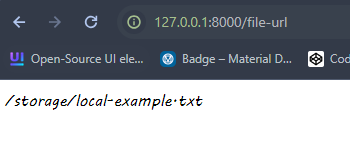 127.0.0.1:8000/file-url
Open-Source UI ele... Badge – Material D... Cod
/storage/local-example.txt